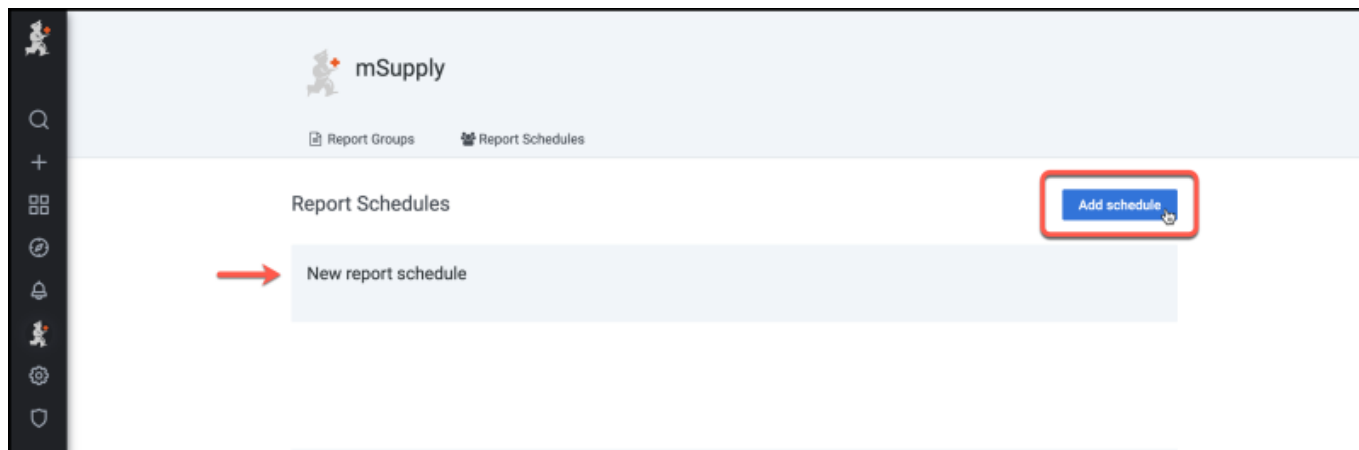 mSupply
Report Groups Report Schedules
Report Schedules
Add schedule
New report schedule